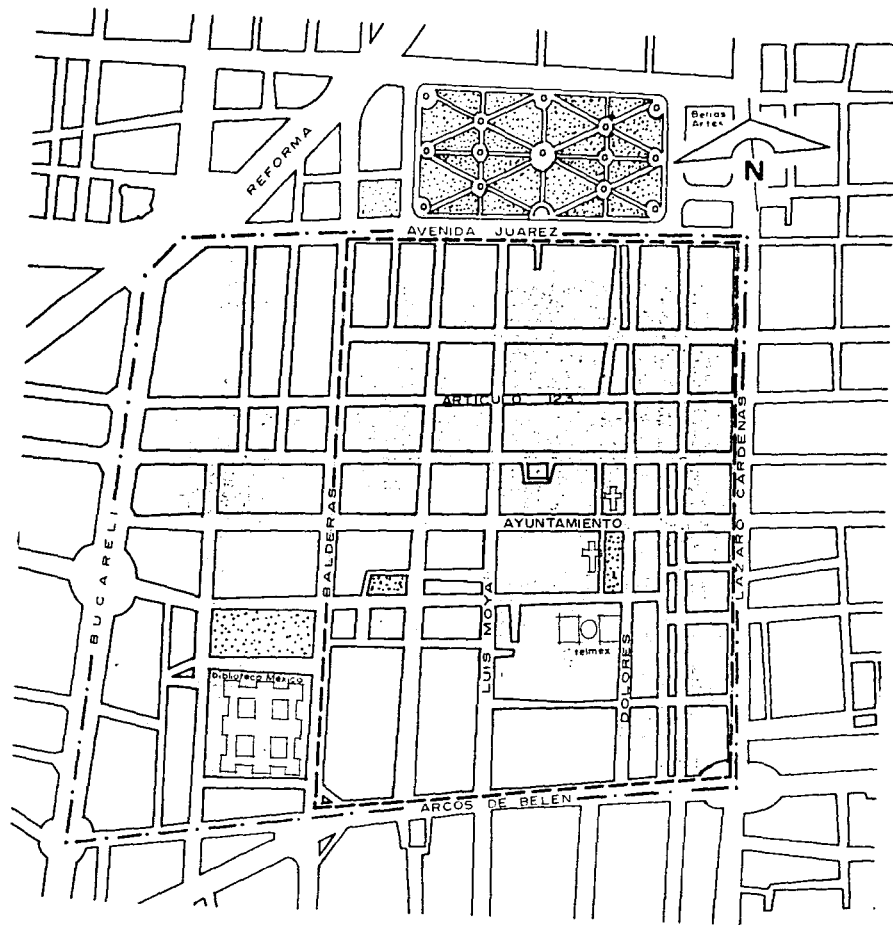 Bellas
Artes
REFORMA
N
AVENIDA JUAREZ
ARTICULO 123
LAZARO CARDENAS
BALDERAS
AYUNTAMIENTO
BUCARELI
LUIS MOYA
telmex
DOLORES
Biblioteca México
ARCOS DE BELEN